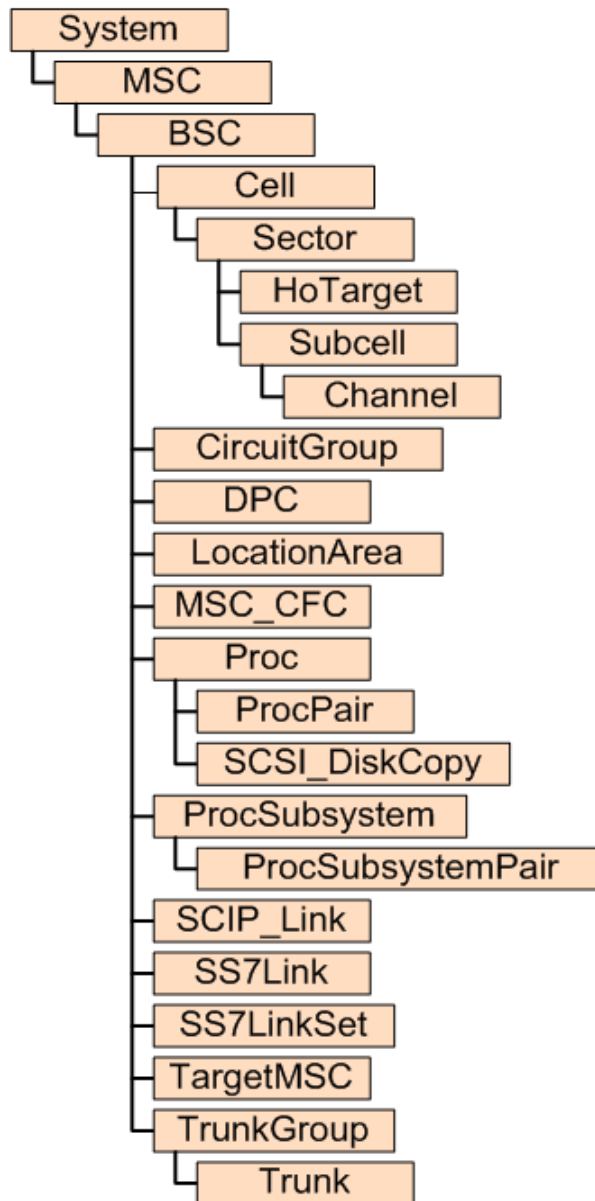 System
MSC
BSC
Cell
Sector
HoTarget
Subcell
Channel
CircuitGroup
DPC
LocationArea
MSC_CFC
Proc
ProcPair
SCSI_DiskCopy
ProcSubsystem
ProcSubsystemPair
SCIP_Link
SS7Link
SS7LinkSet
TargetMSC
TrunkGroup
Trunk